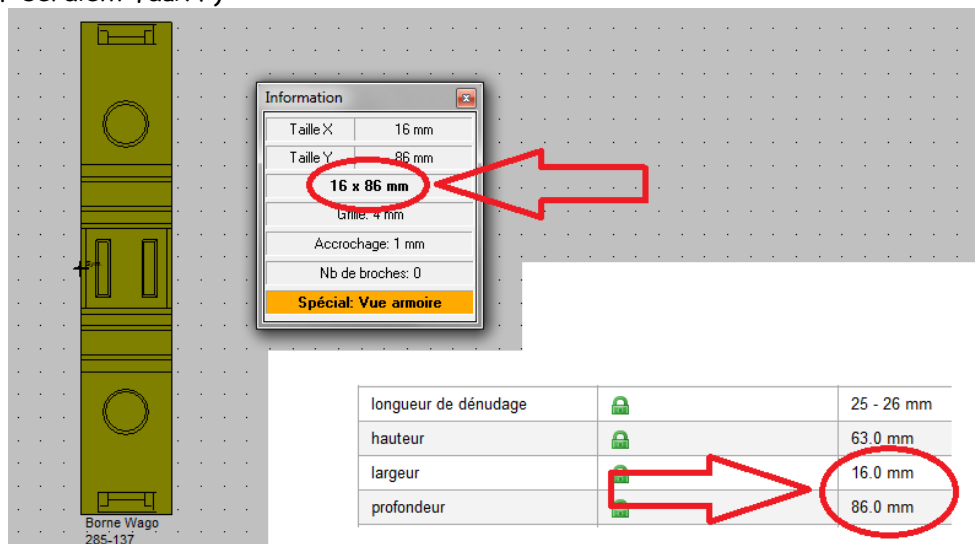 Information
Taille X 16 mm
Taille Y 86 mm
16 x 86 mm
Grille: 4 mm
Accrochage: 1 mm
Nb de broches: 0
Spécial: Vue armoire
Sym
Borne Wago
285-137
longueur de dénudage 25 - 26 mm
hauteur 63.0 mm
largeur 16.0 mm
profondeur 86.0 mm